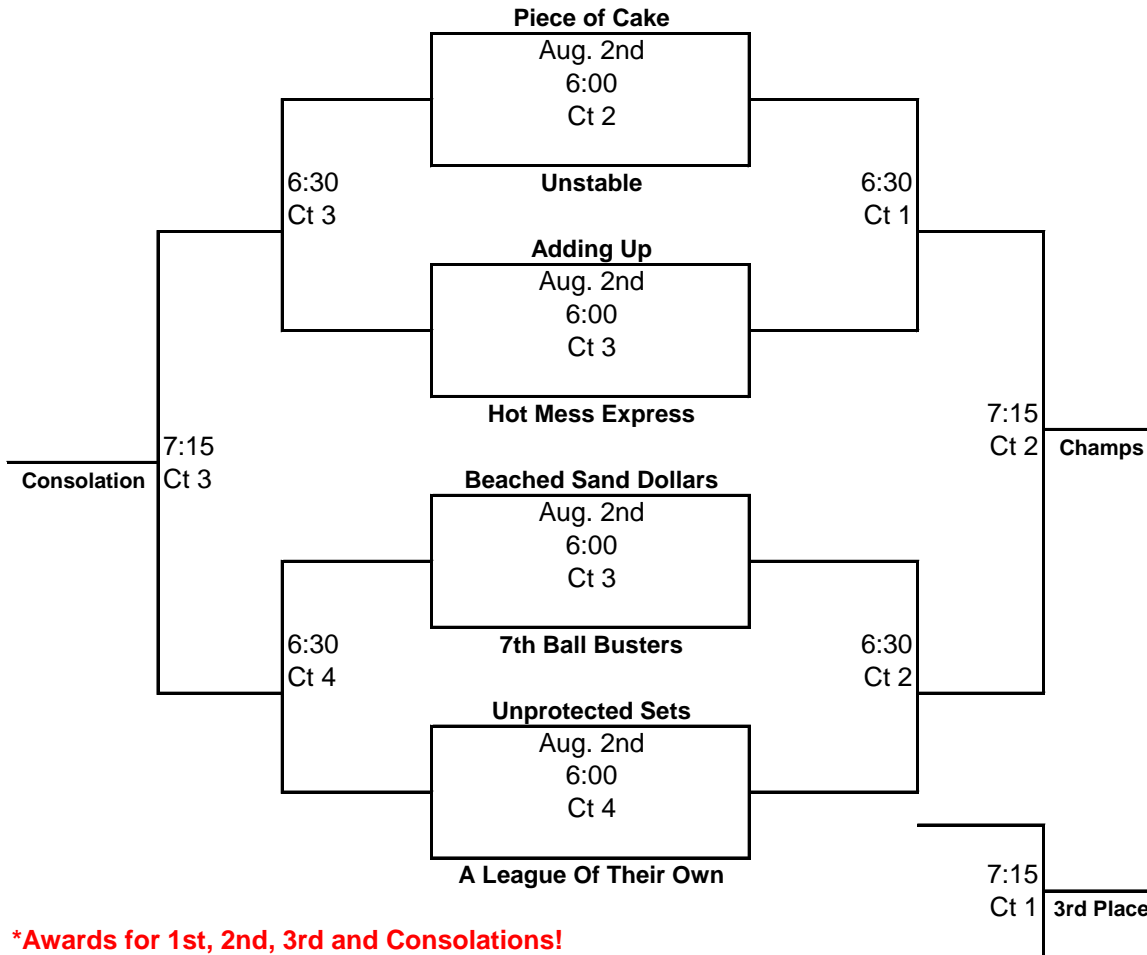 Piece of Cake
Aug. 2nd
6:00
Ct 2
6:30
Ct 3
Unstable
6:30
Ct 1
Adding Up
Aug. 2nd
6:00
Ct 3
Hot Mess Express
7:15
Ct 2
Champs
7:15
Ct 3
Consolation
Beached Sand Dollars
Aug. 2nd
6:00
Ct 3
7th Ball Busters
6:30
Ct 4
6:30
Ct 2
Unprotected Sets
Aug. 2nd
6:00
Ct 4
A League Of Their Own
7:15
Ct 1
3rd Place
*Awards for 1st, 2nd, 3rd and Consolations!